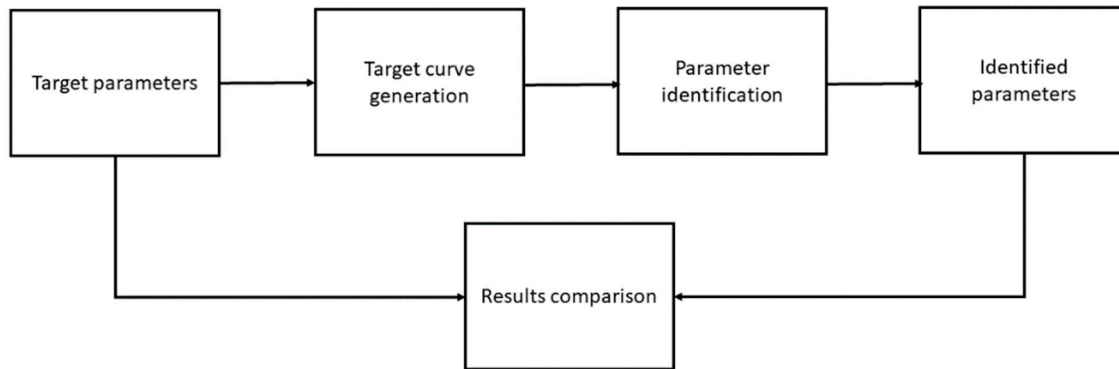 Target parameters
Target curve
generation
Parameter
identification
Identified
parameters
Results comparison